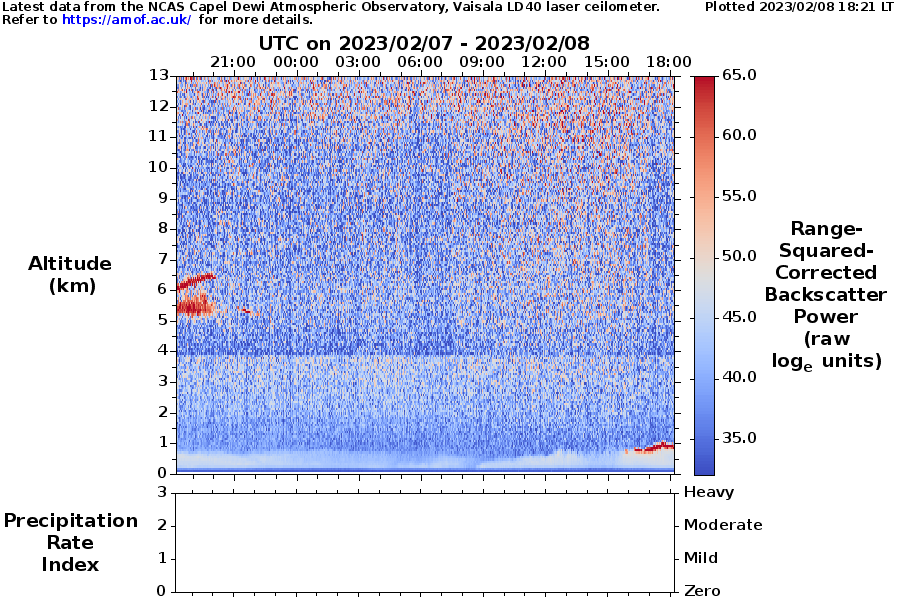 Latest data from the NCAS Capel Dewi Atmospheric Observatory, Vaisala LD40 laser ceilometer.
Plotted 2023/02/08 18:21 LT
Refer to https://amof.ac.uk/ for more details.
UTC on 2023/02/07 - 2023/02/08
21:00 00:00 03:00 06:00 09:00 12:00 15:00 18:00
Altitude
(km)
13
12
11
10
9
8
7
6
5
4
3
2
1
0
65.0
60.0
55.0
50.0
45.0
40.0
35.0
Range-
Squared-
Corrected
Backscatter
Power
(raw
logₑ units)
Precipitation
Rate
Index
3
2
1
0
Heavy
Moderate
Mild
Zero